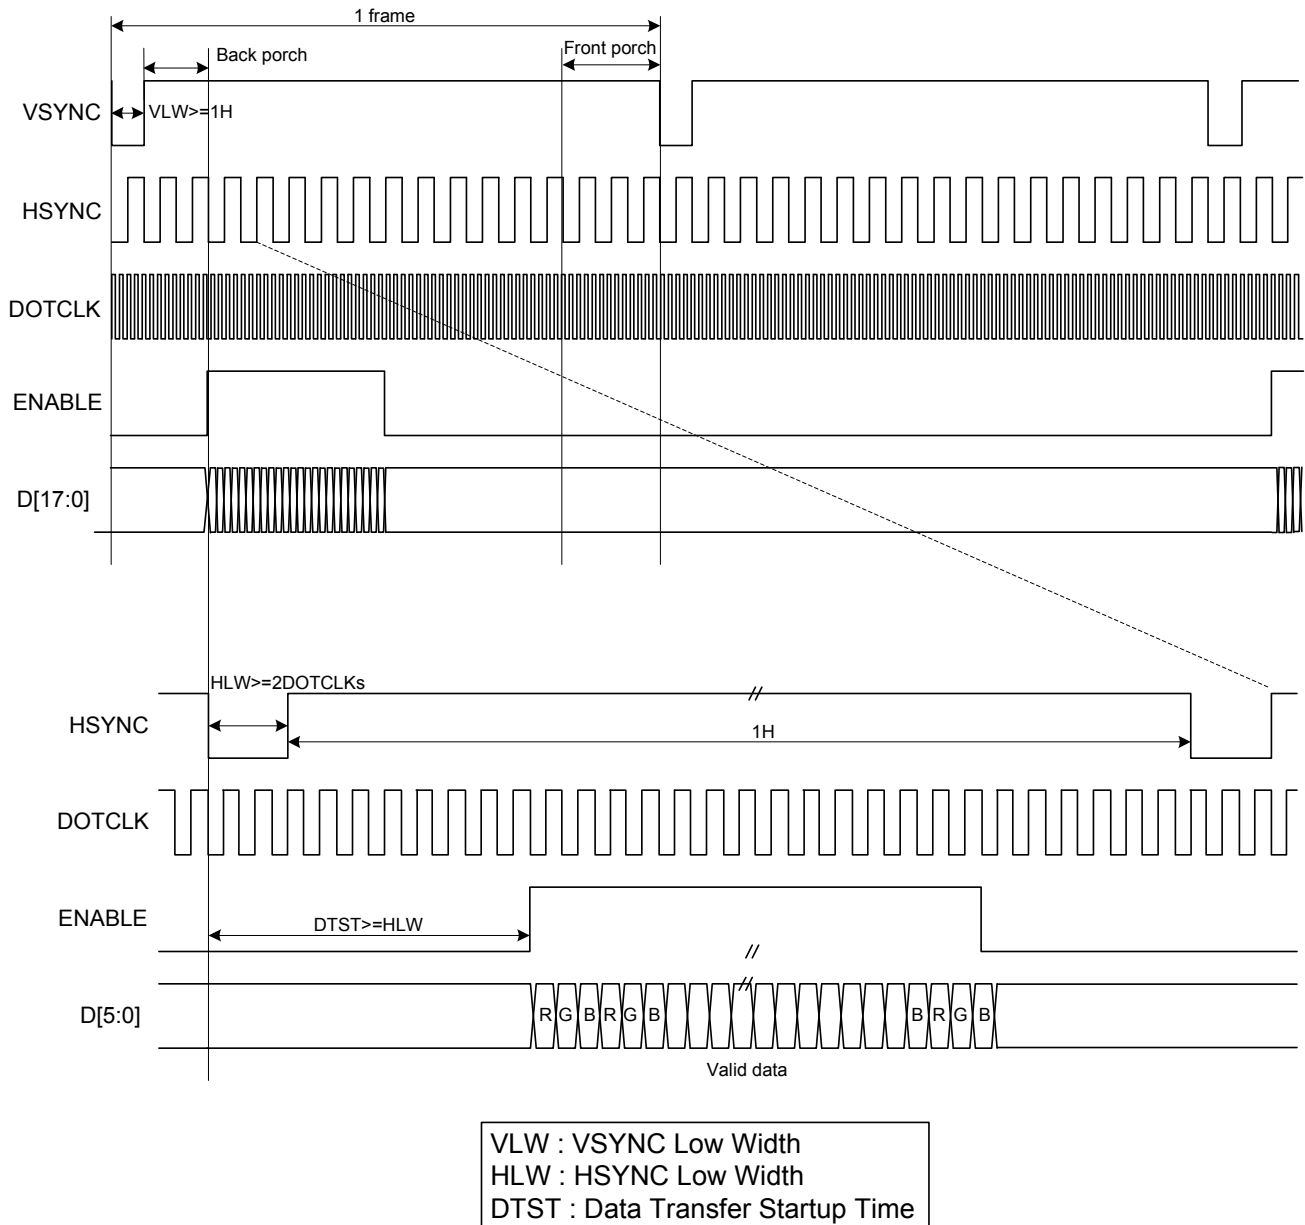 1 frame
Back porch
Front porch
VSYNC
VLW>=1H
HSYNC
DOTCLK
ENABLE
D[17:0]
HLW>=2DOTCLKs
//
HSYNC
1H
DOTCLK
ENABLE
DTST>=HLW
//
//
D[5:0]
R G B R G B B R G B
Valid data
VLW : VSYNC Low Width
HLW : HSYNC Low Width
DTST : Data Transfer Startup Time